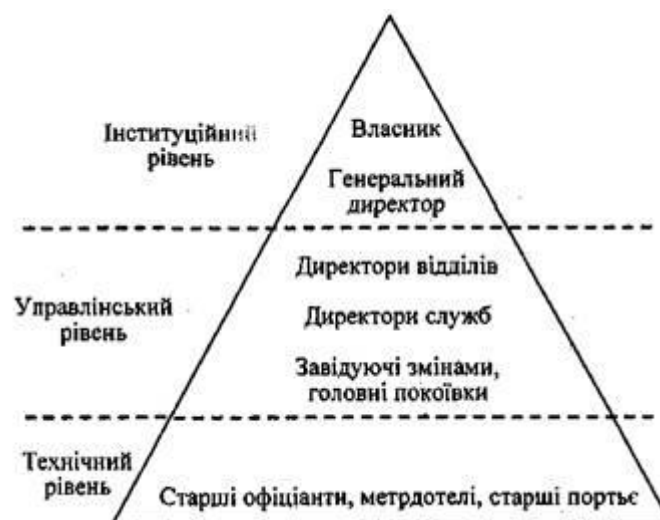 Інституційний
рівень
Власник
Генеральний
директор
Управлінський
рівень
Директори відділів
Директори служб
Завідуючі змінами,
головні покоївки
Технічний
рівень
Старші офіціанти, метрдотелі, старші портьє